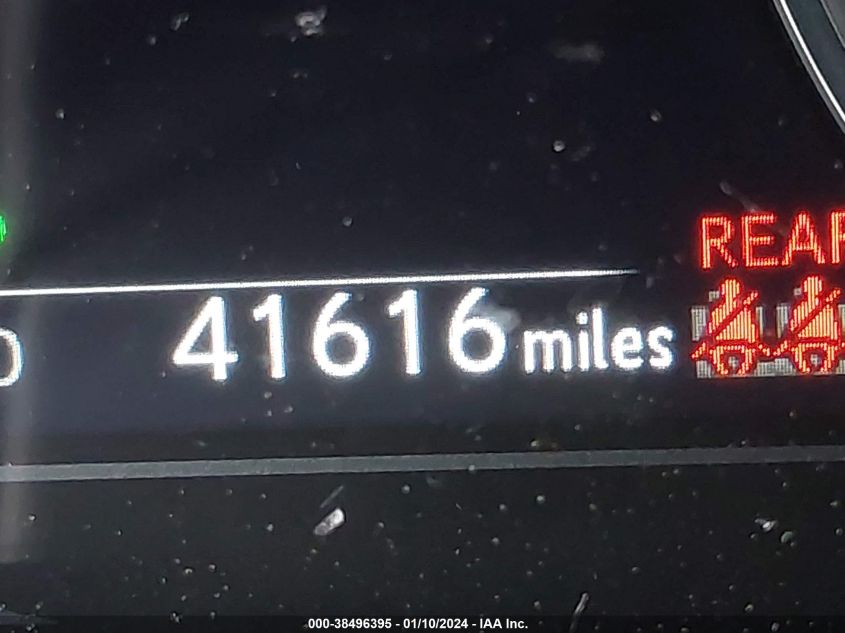 REAR
41616 miles
000-38496395 - 01/10/2024 - IAA Inc.